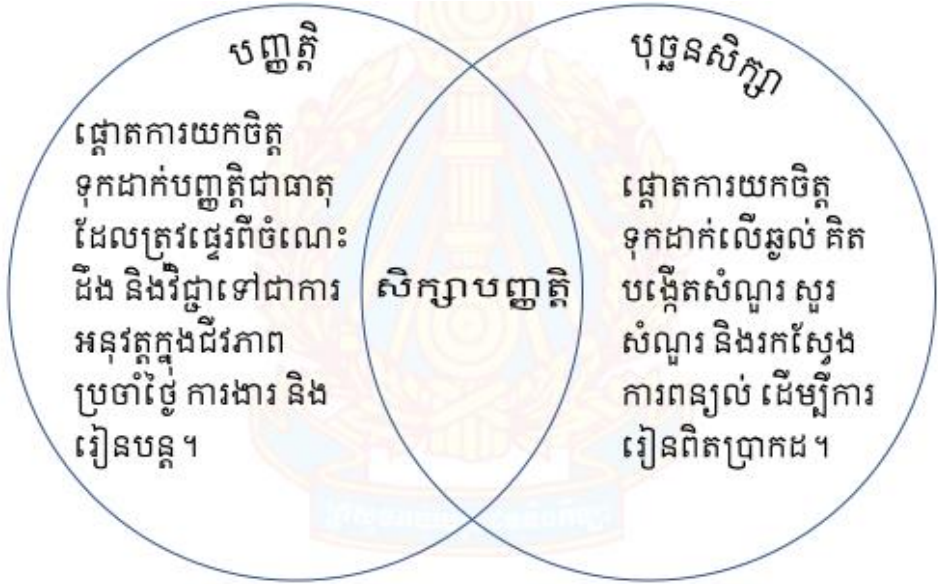 បញ្ញត្តិ
ផ្តោតការយកចិត្ត
ទុកដាក់បញ្ញត្តិជាធាតុ
ដែលត្រូវផ្ទេរពីចំណេះ
ដឹង និងវិជ្ជាទៅជាការ
អនុវត្តក្នុងជីវភាព
ប្រចាំថ្ងៃ ការងារ និង
រៀនបន្ត។
សិក្សាបញ្ញត្តិ
បុច្ឆនសិក្សា
ផ្តោតការយកចិត្ត
ទុកដាក់លើឆ្ងល់ គិត
បង្កើតសំណួរ សួរ
សំណួរ និងរកស្វែង
ការពន្យល់ ដើម្បីការ
រៀនពិតប្រាកដ។